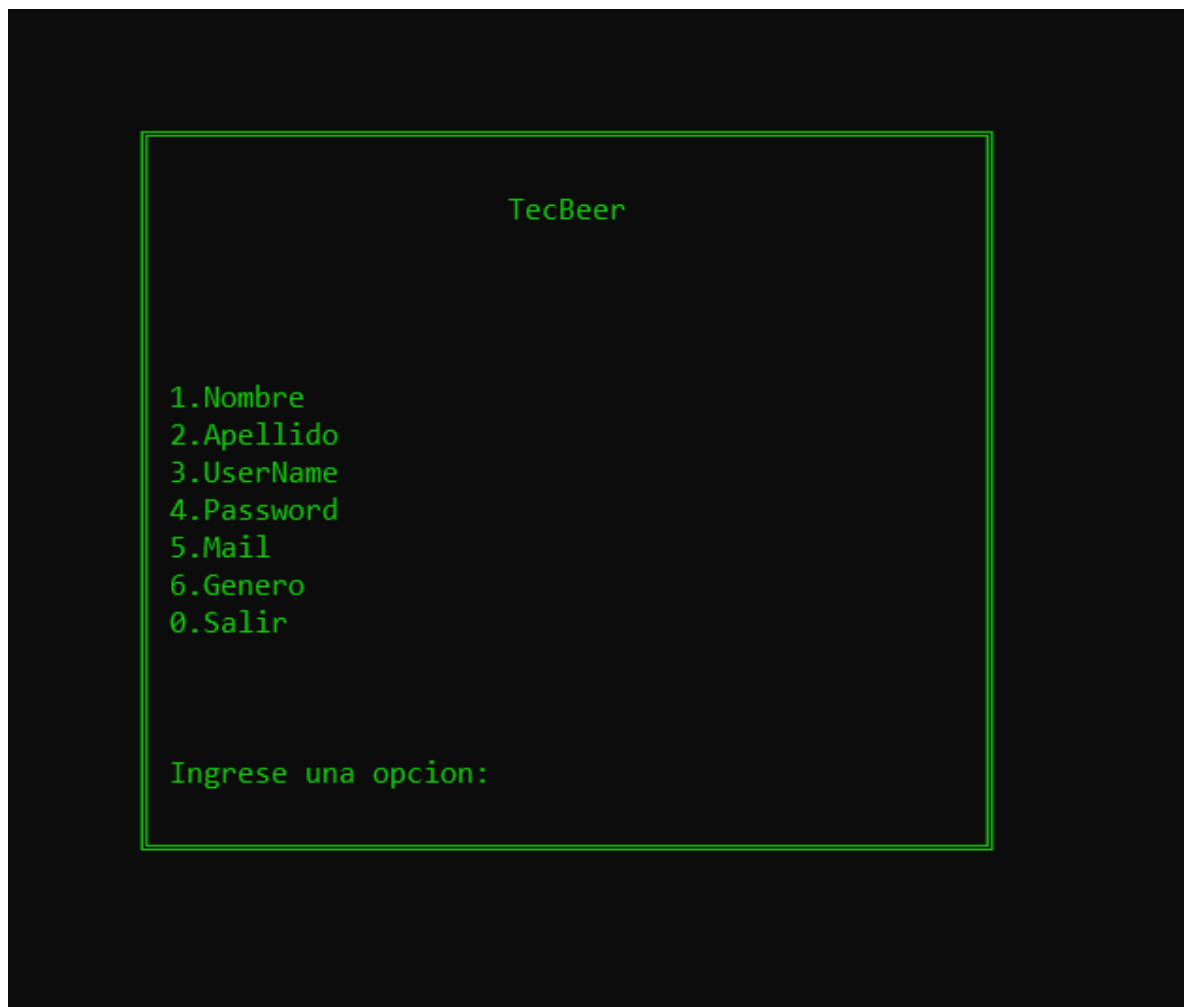 TecBeer
1.Nombre
2.Apellido
3.UserName
4.Password
5.Mail
6.Genero
0.Salir
Ingrese una opcion: